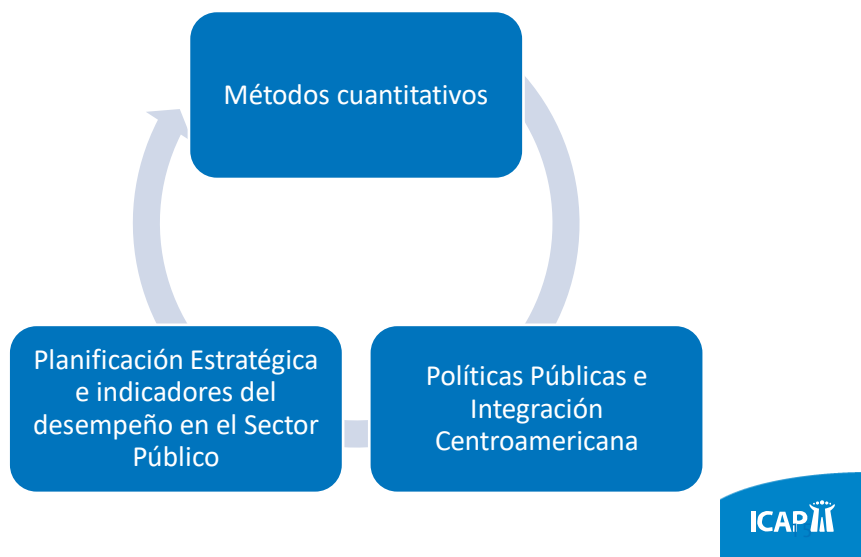 Métodos cuantitativos
Planificación Estratégica
e indicadores del
desempeño en el Sector
Público
Políticas Públicas e
Integración
Centroamericana
ICAP